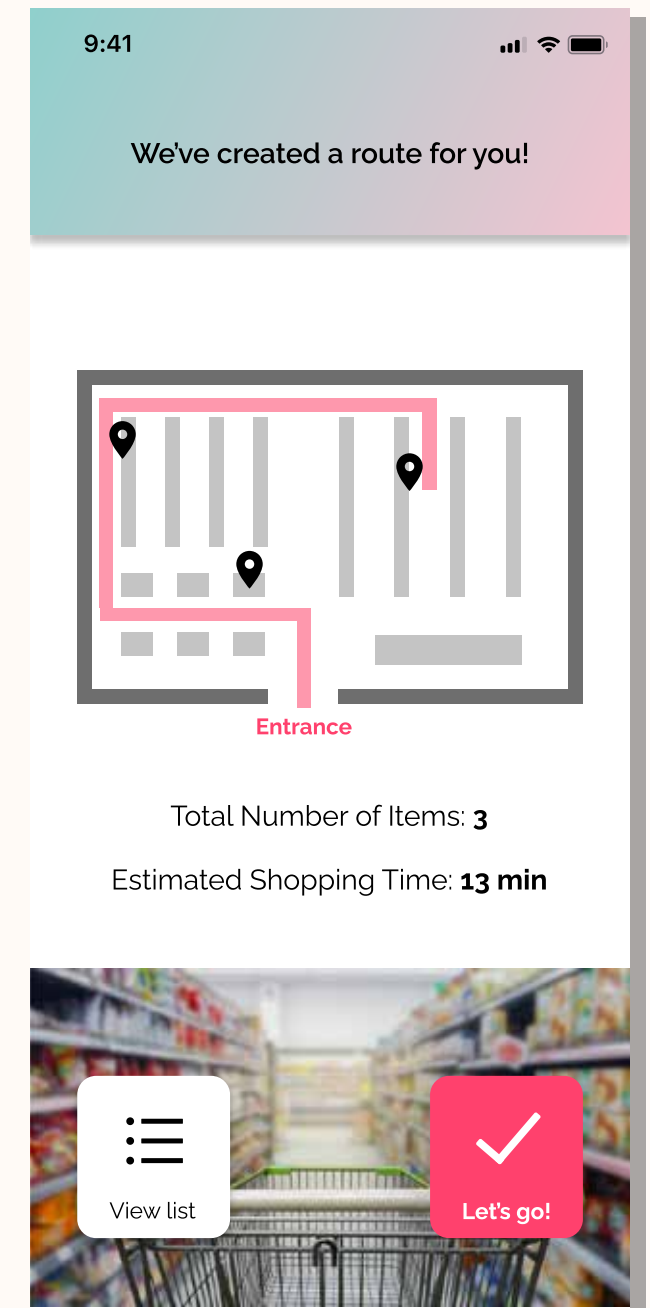 9:41
We’ve created a route for you!
Entrance
Total Number of Items: 3
Estimated Shopping Time: 13 min
View list
Let’s go!